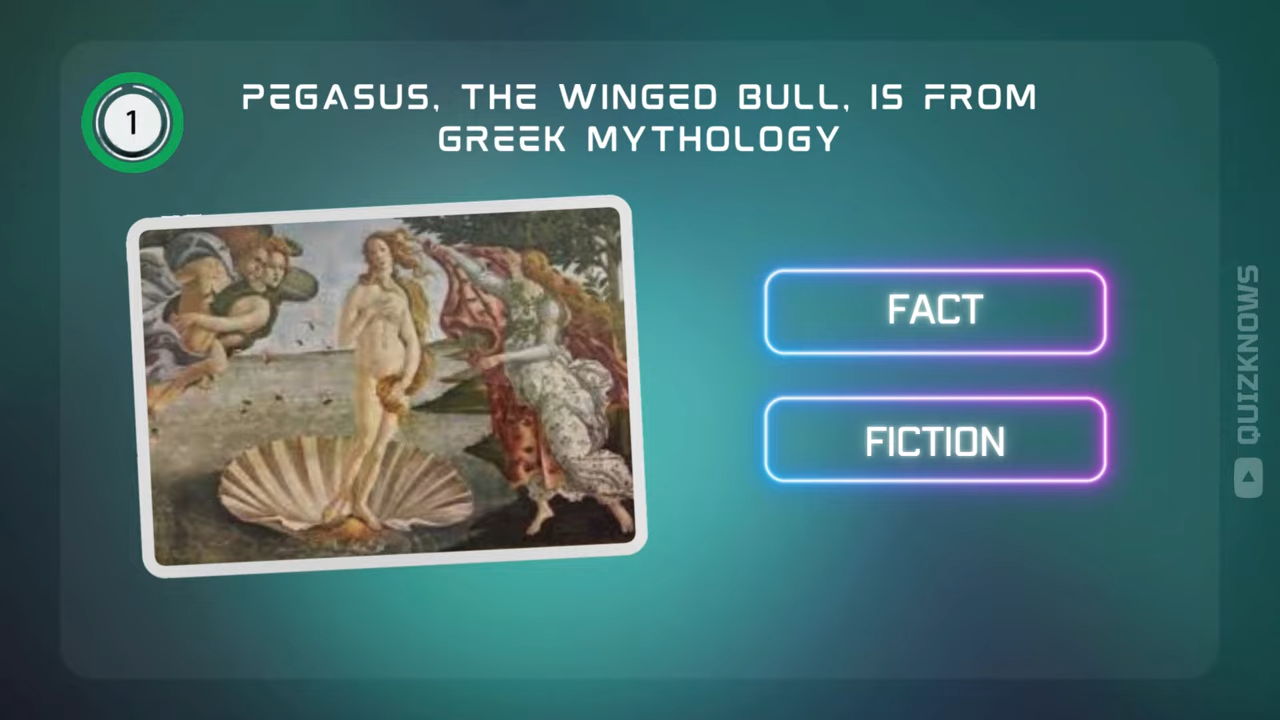 1
PEGASUS, THE WINGED BULL, IS FROM
GREEK MYTHOLOGY
FACT
FICTION
QUIZKNOWS